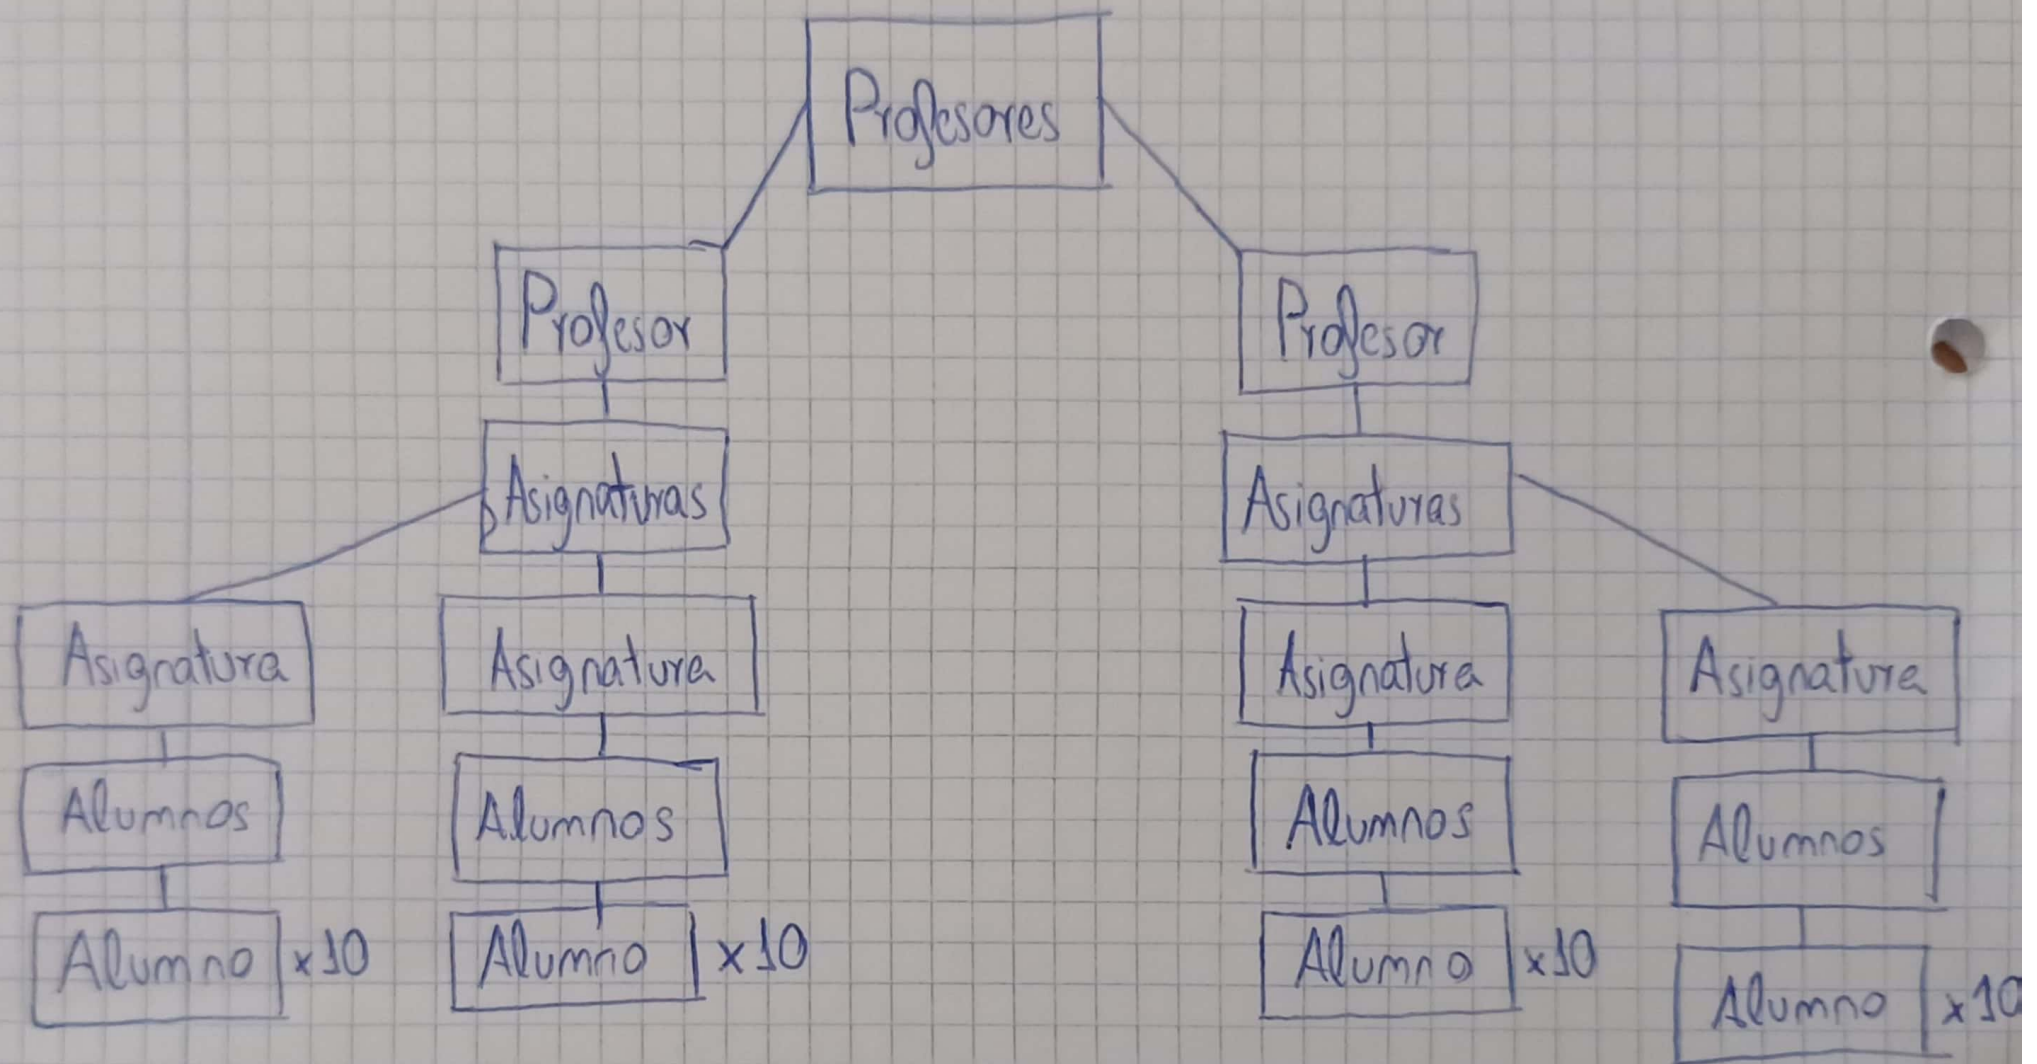 Profesores
Profesor Profesor
Asignaturas Asignaturas
Asignatura Asignatura Asignatura Asignatura
Alumnos Alumnos Alumnos Alumnos
Alumno x10 Alumno x10 Alumno x10 Alumno x10